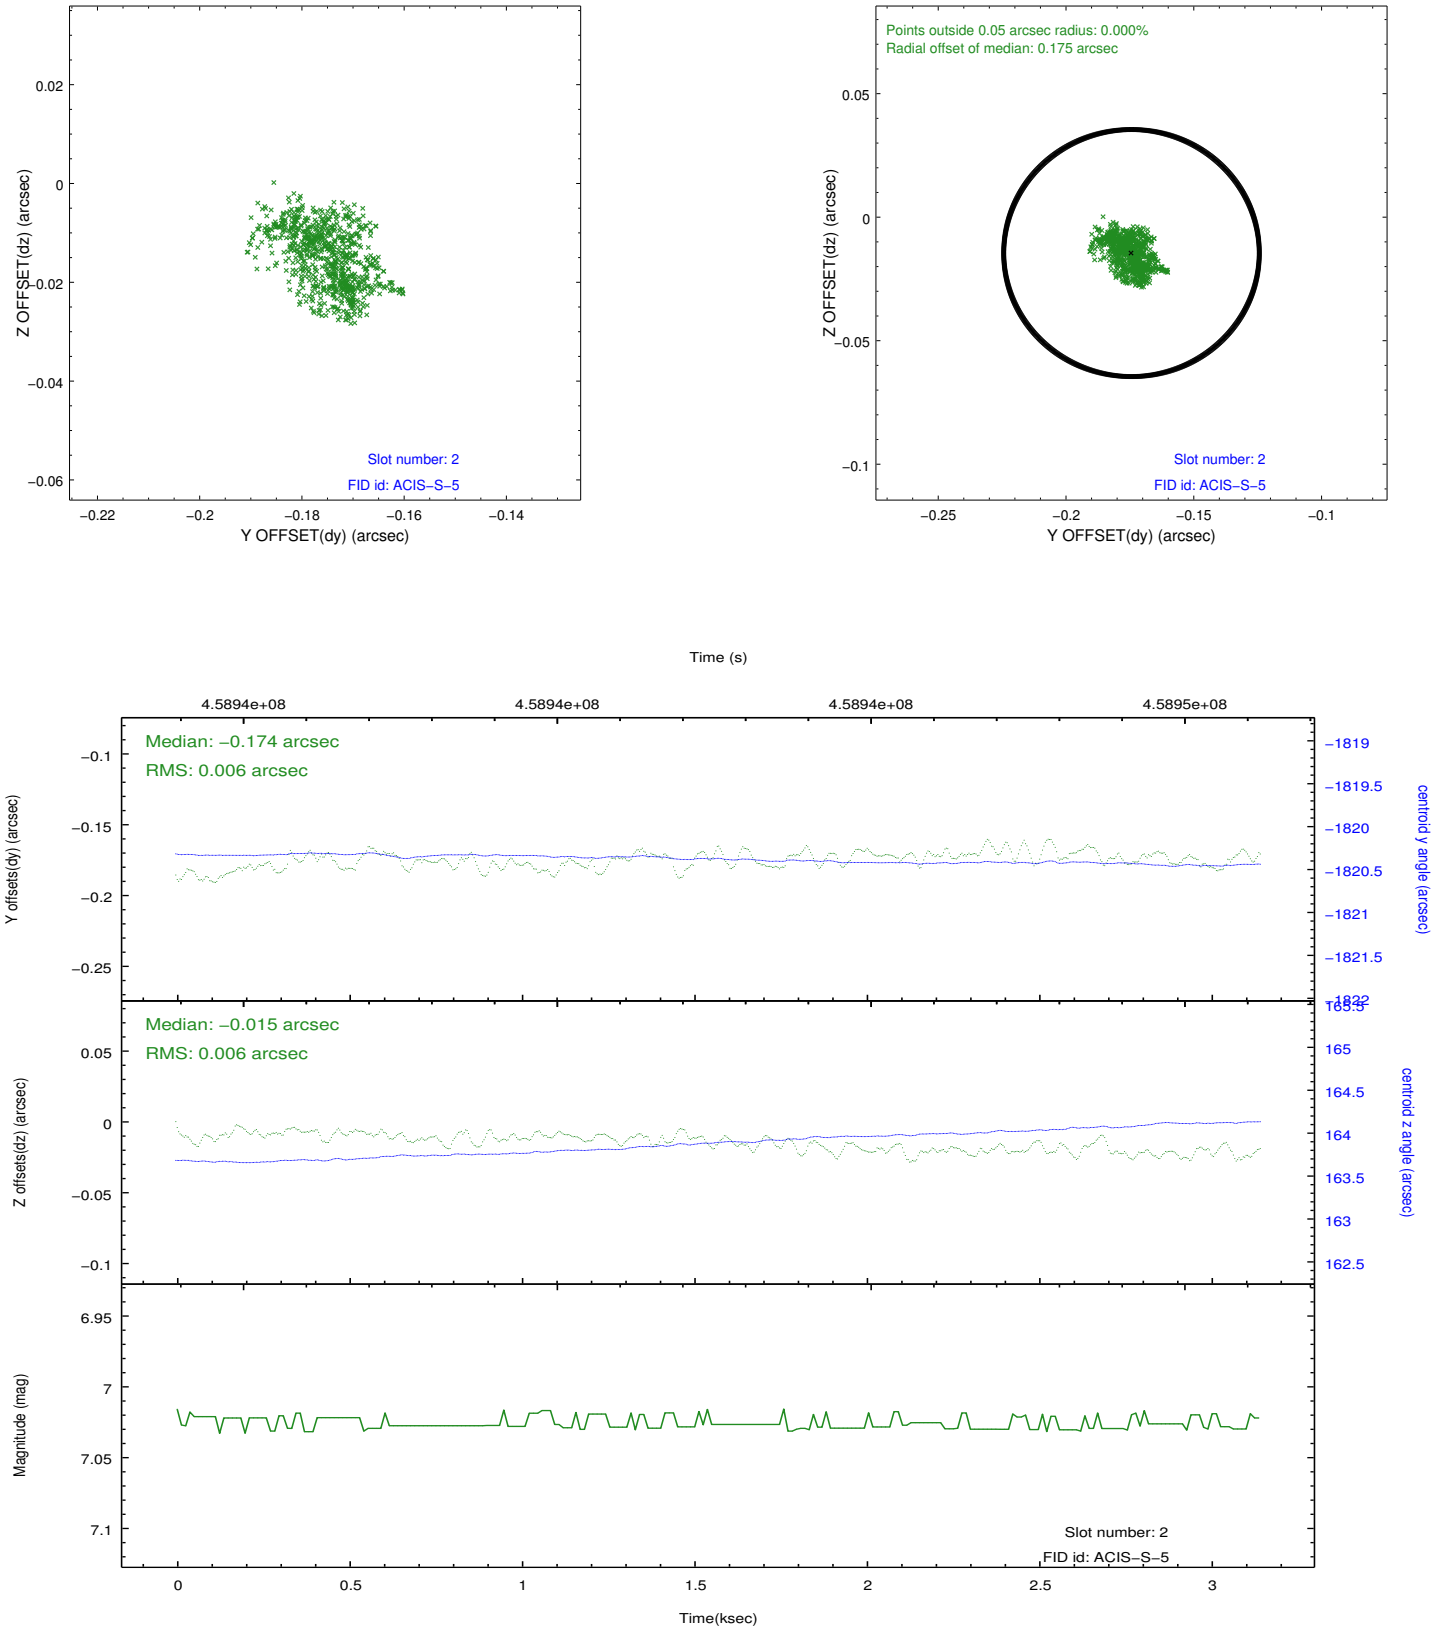 0.02
0
−0.02
−0.04
−0.06
Z OFFSET(dz) (arcsec)
Slot number: 2
FID id: ACIS−S−5
−0.22
−0.2
−0.18
−0.16
−0.14
Y OFFSET(dy) (arcsec)
Points outside 0.05 arcsec radius: 0.000%
Radial offset of median: 0.175 arcsec
0.05
0
−0.05
−0.1
Z OFFSET(dz) (arcsec)
Slot number: 2
FID id: ACIS−S−5
−0.25
−0.2
−0.15
−0.1
Y OFFSET(dy) (arcsec)
Time (s)
4.5894e+08
4.5894e+08
4.5894e+08
4.5895e+08
Median: −0.174 arcsec
RMS: 0.006 arcsec
−0.1
−0.15
−0.2
−0.25
Y offsets(dy) (arcsec)
−1819
−1819.5
−1820
−1820.5
−1821
−1821.5
−1822
centroid y angle (arcsec)
Median: −0.015 arcsec
RMS: 0.006 arcsec
0.05
0
−0.05
−0.1
Z offsets(dz) (arcsec)
165.5
165
164.5
164
163.5
163
162.5
centroid z angle (arcsec)
6.95
7
7.05
7.1
Magnitude (mag)
Slot number: 2
FID id: ACIS−S−5
0
0.5
1
1.5
2
2.5
3
Time(ksec)